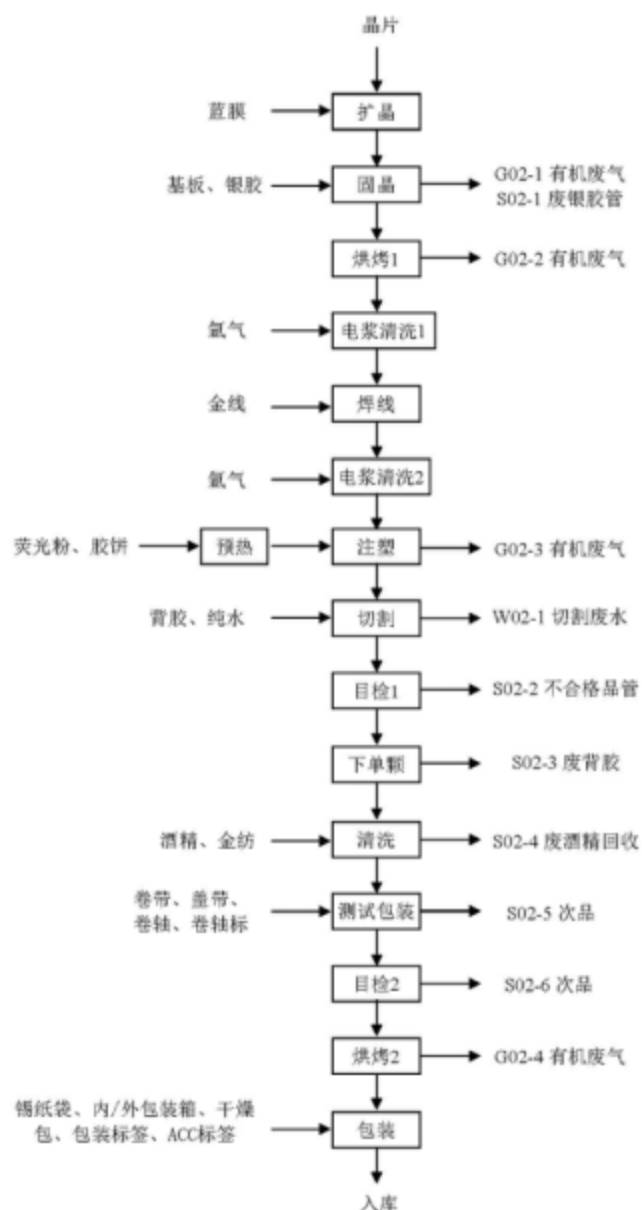 晶片
蓝膜
扩晶
基板、银胶
固晶
G02-1 有机废气
S02-1 废银胶管
烘烤1
G02-2 有机废气
氩气
电浆清洗1
金线
焊线
氩气
电浆清洗2
荧光粉、胶饼
预热
注塑
G02-3 有机废气
背胶、纯水
切割
W02-1 切割废水
目检1
S02-2 不合格品管
下单颗
S02-3 废背胶
酒精、金纺
清洗
S02-4 废酒精回收
卷带、盖带、
卷轴、卷轴标
测试包装
S02-5 次品
目检2
S02-6 次品
烘烤2
G02-4 有机废气
锡纸袋、内/外包装箱、干燥
包、包装标签、ACC标签
包装
入库